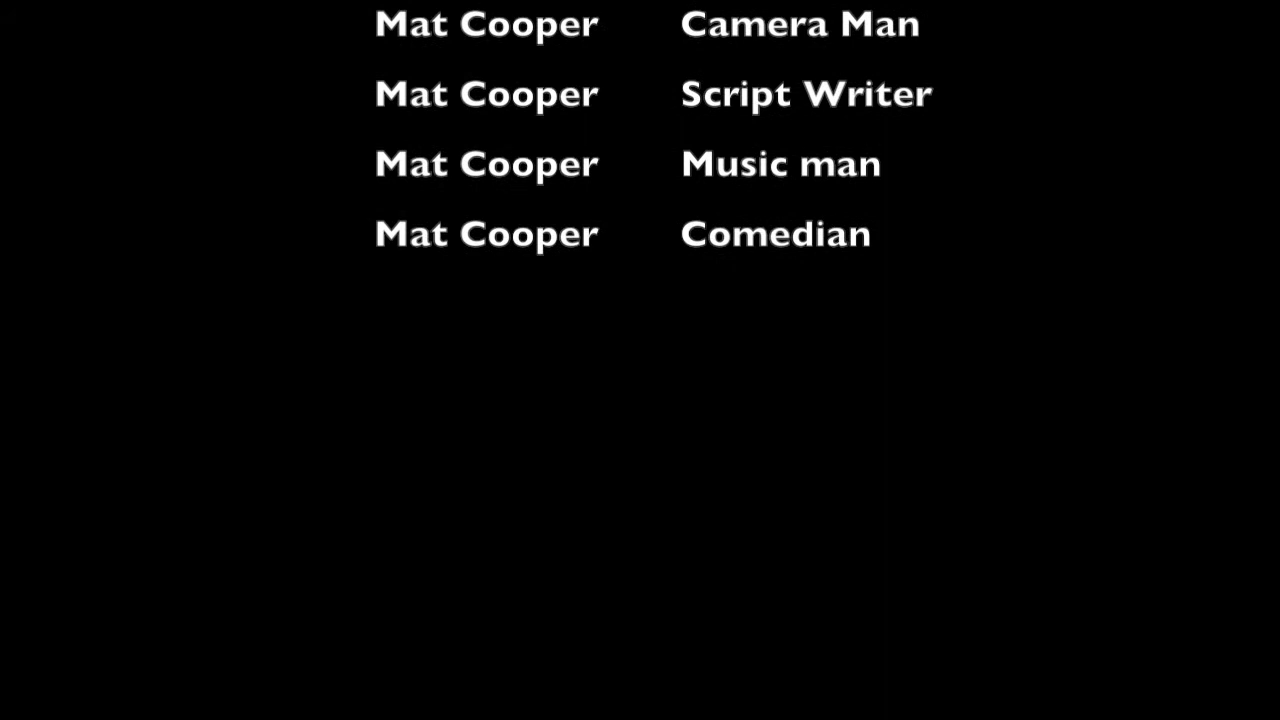 Mat Cooper Camera Man
Mat Cooper Script Writer
Mat Cooper Music man
Mat Cooper Comedian